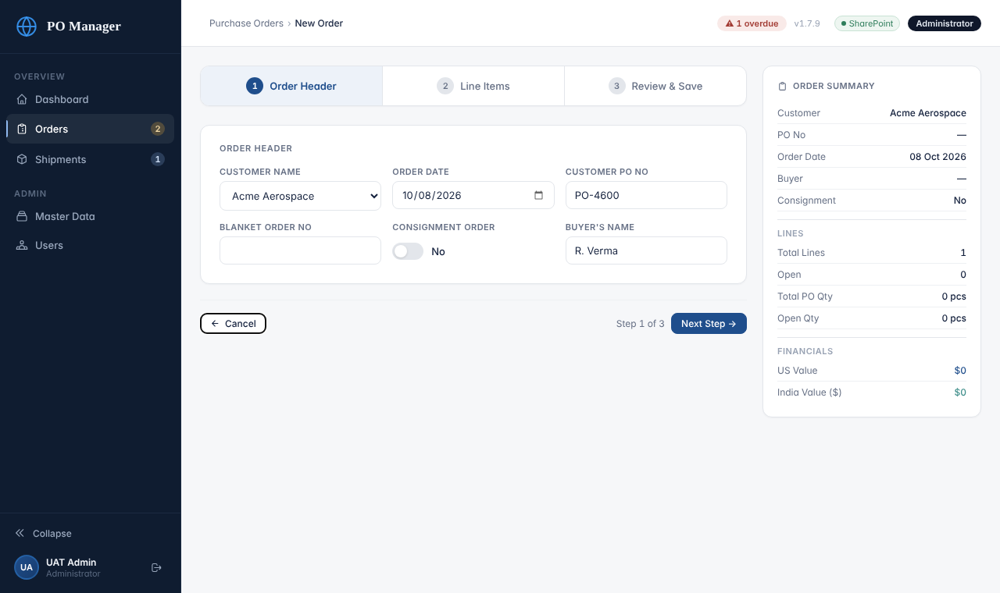 PO Manager
OVERVIEW
Dashboard
Orders 2
Shipments 1
ADMIN
Master Data
Users
Collapse
UA
UAT Admin
Administrator
Purchase Orders › New Order
1 overdue
v1.7.9
SharePoint
Administrator
1 Order Header
2 Line Items
3 Review & Save
ORDER HEADER
CUSTOMER NAME
Acme Aerospace
ORDER DATE
10/08/2026
CUSTOMER PO NO
PO-4600
BLANKET ORDER NO
CONSIGNMENT ORDER
No
BUYER'S NAME
R. Verma
← Cancel
Step 1 of 3
Next Step →
ORDER SUMMARY
Customer Acme Aerospace
PO No —
Order Date 08 Oct 2026
Buyer —
Consignment No
LINES
Total Lines 1
Open 0
Total PO Qty 0 pcs
Open Qty 0 pcs
FINANCIALS
US Value $0
India Value ($) $0